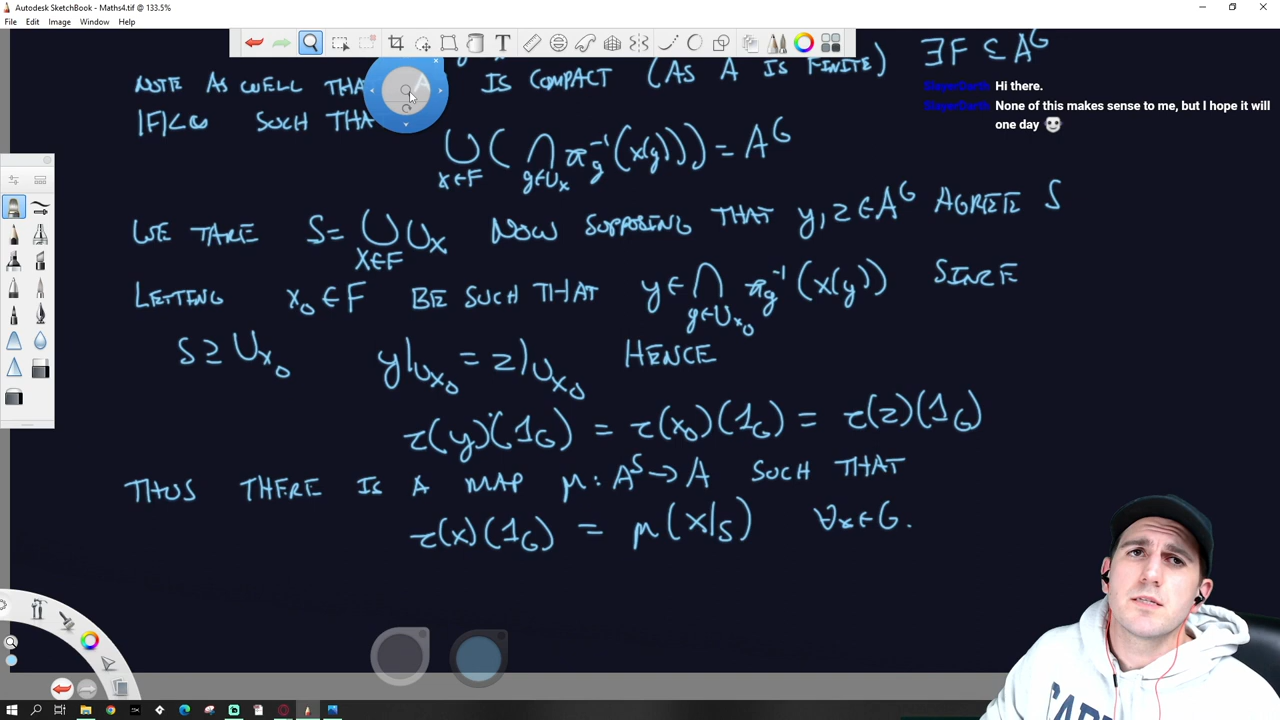 Autodesk SketchBook - Maths4.tif @ 133.5%
File Edit Image Window Help
∃F ⊆ A^G
NOTE AS WELL THA IS COMPACT (AS A IS FINITE)
|F|<∞ SUCH THA
⋃_{x∈F} ( ⋂_{g∈U_x} π_g^{-1}(x(g))) = A^G
WE TAKE S = ⋃_{x∈F} U_x NOW SUPPOSING THAT y, z ∈ A^G AGREE S
LETTING x_0 ∈ F BE SUCH THAT y ∈ ⋂_{g∈U_{x_0}} π_g^{-1}(x(g)) SINCE
S ⊇ U_{x_0} y|_{U_{x_0}} = z|_{U_{x_0}} HENCE
τ(y)(1_G) = τ(x_0)(1_G) = τ(z)(1_G)
THUS THERE IS A MAP μ : A^S → A SUCH THAT
τ(x)(1_G) = μ(x|_S) ∀x∈G.
SlayerDarth Hi there.
SlayerDarth None of this makes sense to me, but I hope it will
one day